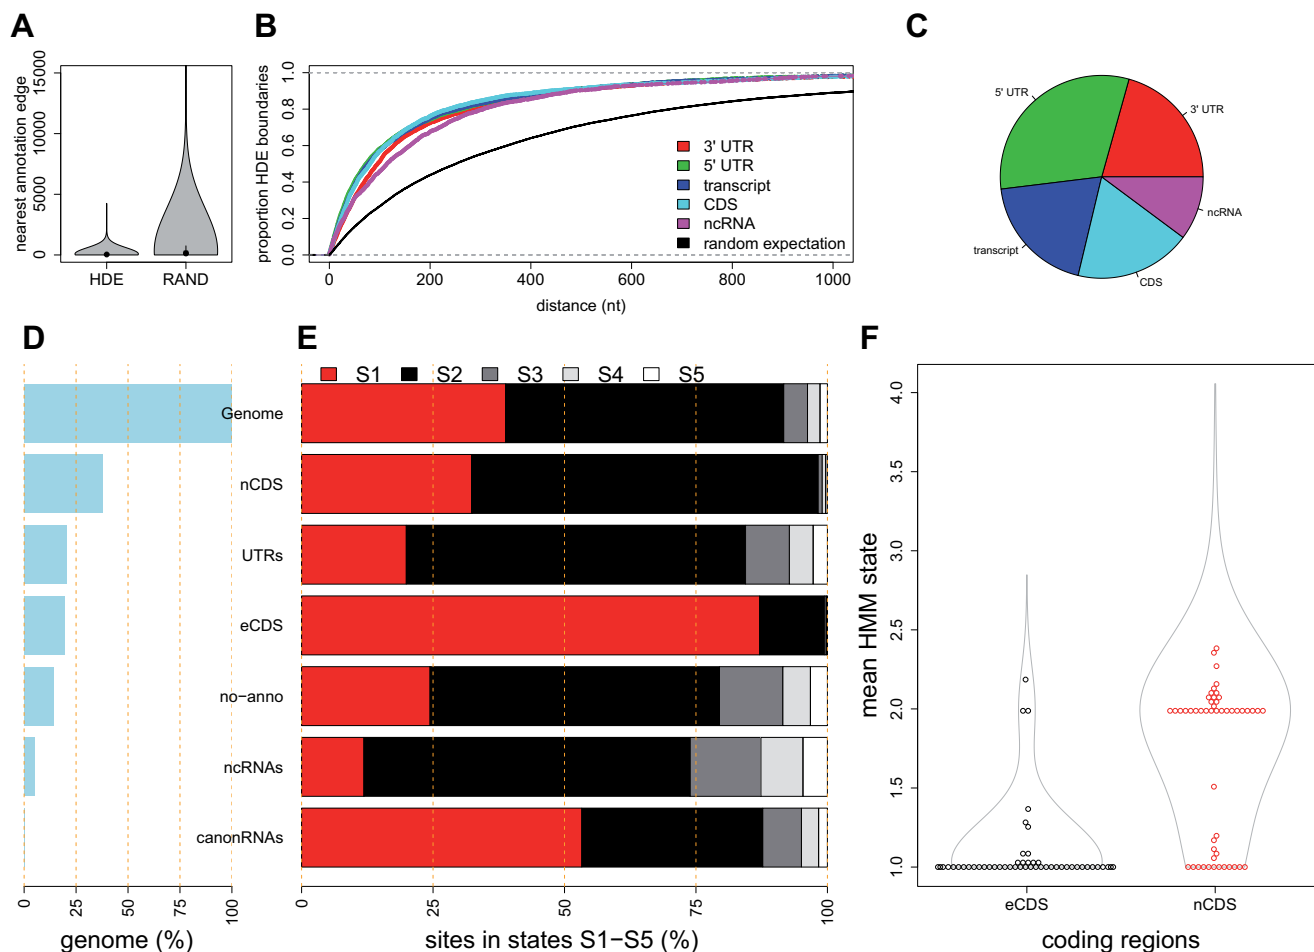 A
nearest annotation edge
0
5000
10000
15000
HDE
RAND
B
proportion HDE boundaries
0.0
0.2
0.4
0.6
0.8
1.0
3' UTR
5' UTR
transcript
CDS
ncRNA
random expectation
0
200
400
600
800
1000
distance (nt)
C
5' UTR
3' UTR
ncRNA
CDS
transcript
D
Genome
nCDS
UTRs
eCDS
no−anno
ncRNAs
canonRNAs
0
25
50
75
100
genome (%)
E
S1
S2
S3
S4
S5
0
25
50
75
100
sites in states S1−S5 (%)
F
mean HMM state
1.0
1.5
2.0
2.5
3.0
3.5
4.0
eCDS
nCDS
coding regions